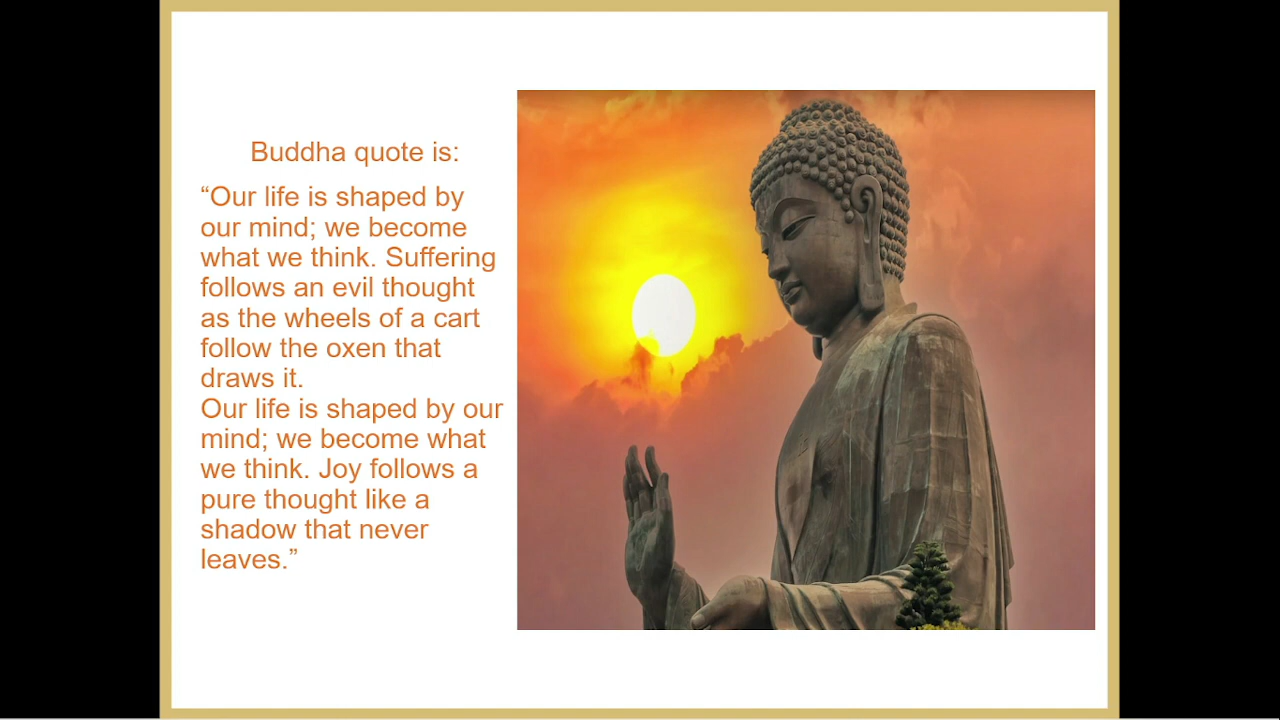 Buddha quote is:
“Our life is shaped by
our mind; we become
what we think. Suffering
follows an evil thought
as the wheels of a cart
follow the oxen that
draws it.
Our life is shaped by our
mind; we become what
we think. Joy follows a
pure thought like a
shadow that never
leaves.”